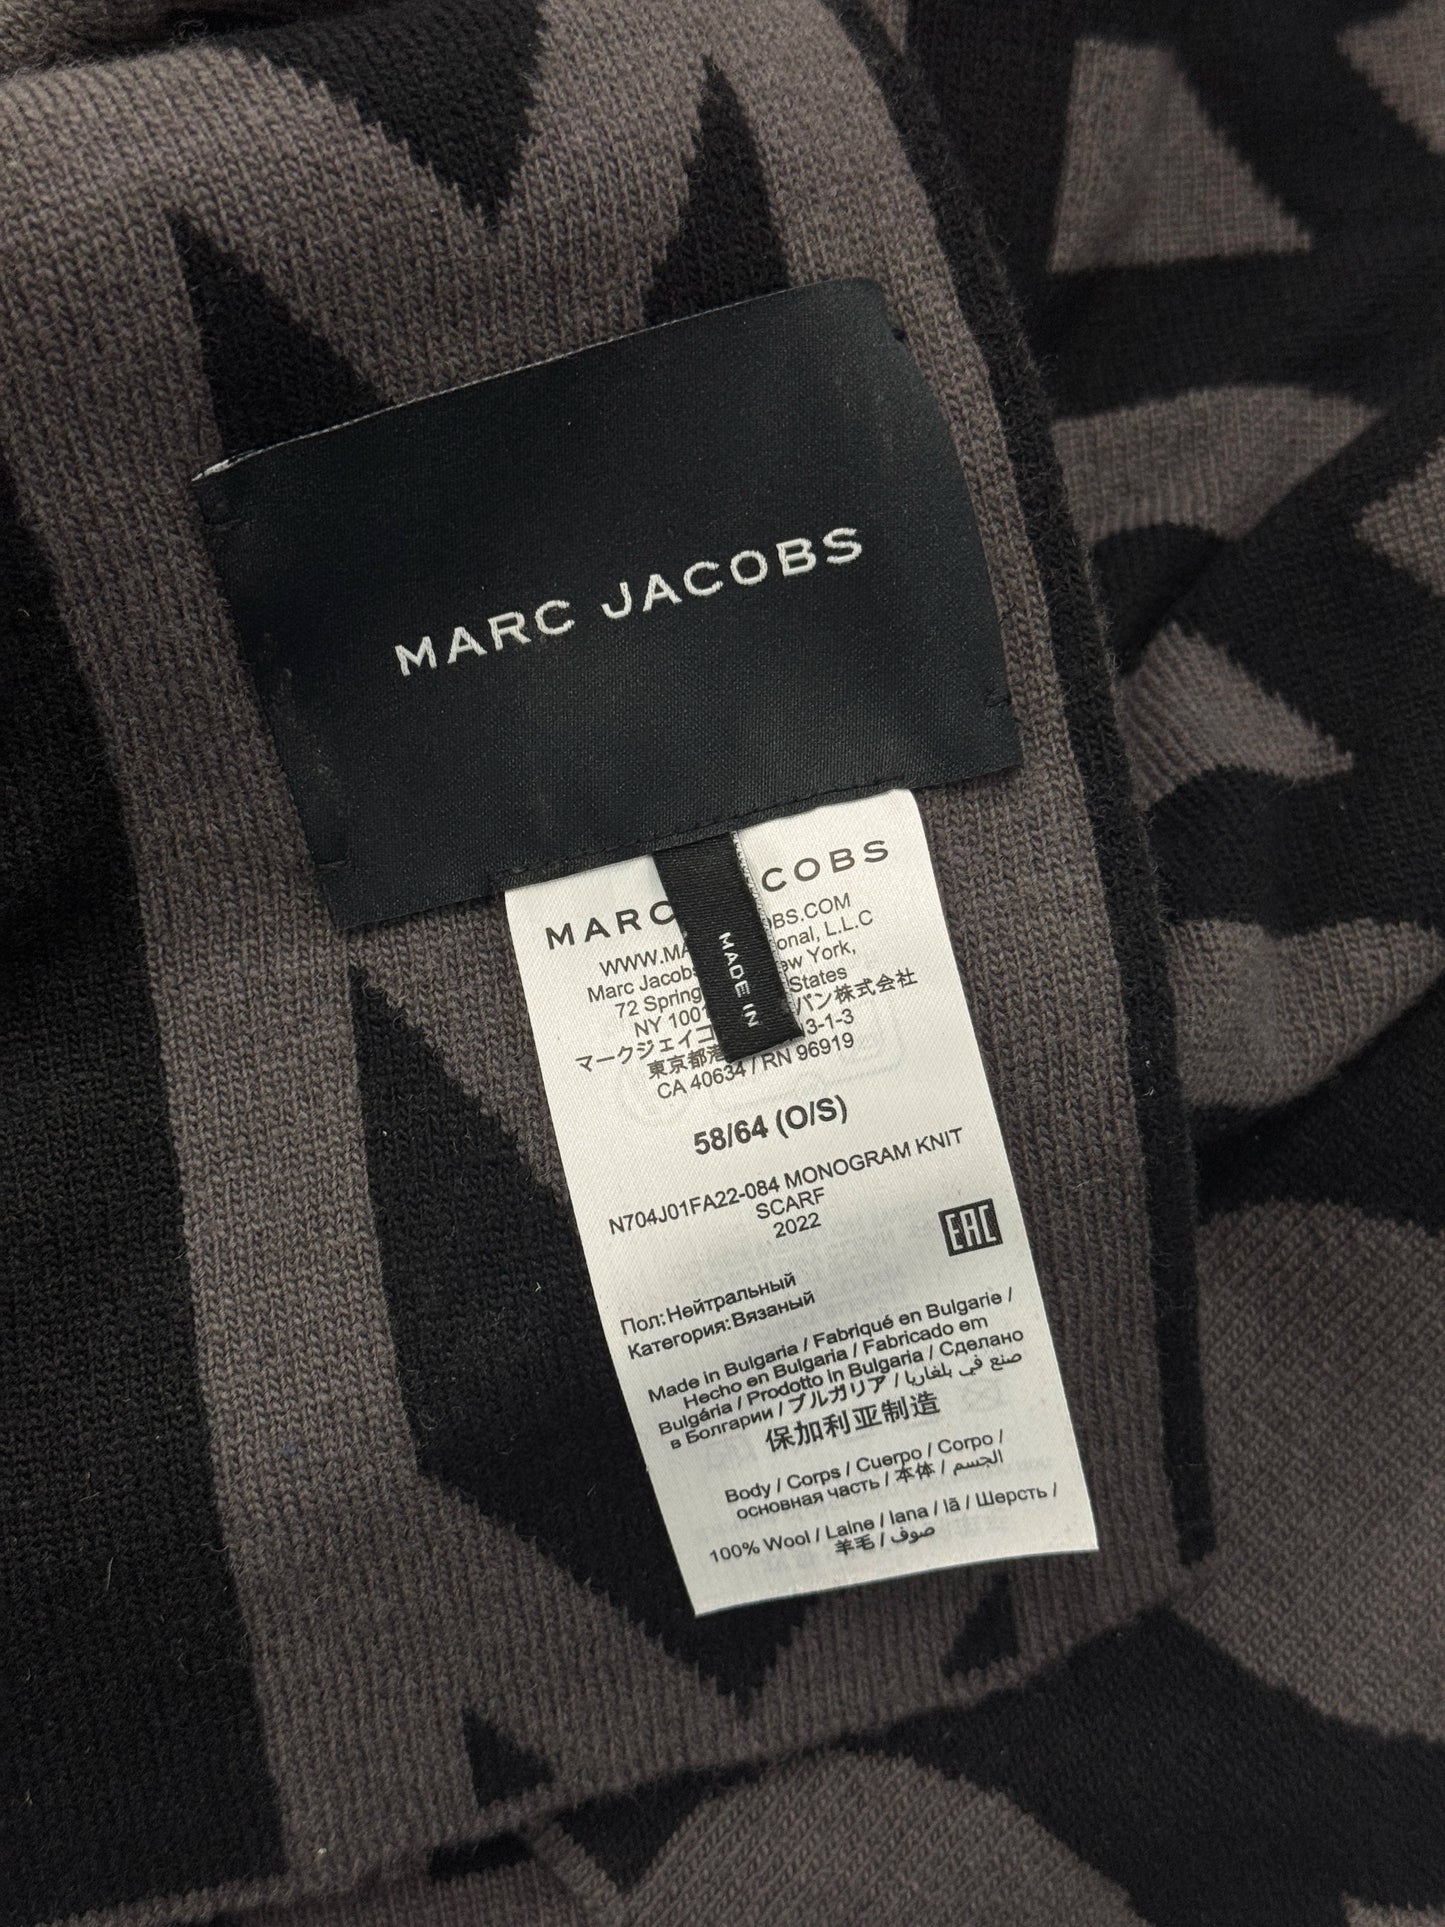 MARC JACOBS
MARC COBS
MADE IN
WWW.MA BS.COM
Marc Jacobs onal, L.L.C
72 Spring w York,
NY 100 States
マークジェイコ パン株式会社
東京都港 3-1-3
CA 40634 / RN 96919
58/64 (O/S)
N704J01FA22-084 MONOGRAM KNIT
SCARF
2022
EAC
Пол:Нейтральный
Категория:Вязаный
Made in Bulgaria / Fabriqué en Bulgarie /
Hecho en Bulgaria / Fabricado em
Bulgária / Prodotto in Bulgaria / Сделано
в Болгарии / ブルガリア / صنع في بلغاريا
保加利亚制造
Body / Corps / Cuerpo / Corpo /
основная часть / 本体 / الجسم
100% Wool / Laine / lana / lã / Шерсть /
羊毛 / صوف